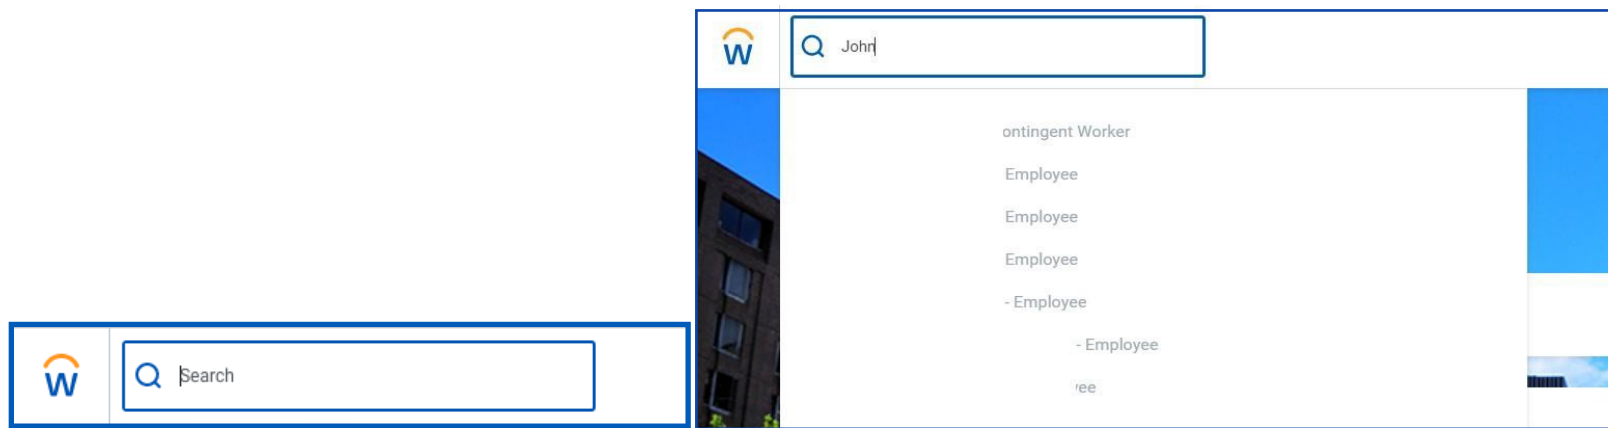 W
Search
W
John
ontingent Worker
Employee
Employee
Employee
- Employee
- Employee
ee